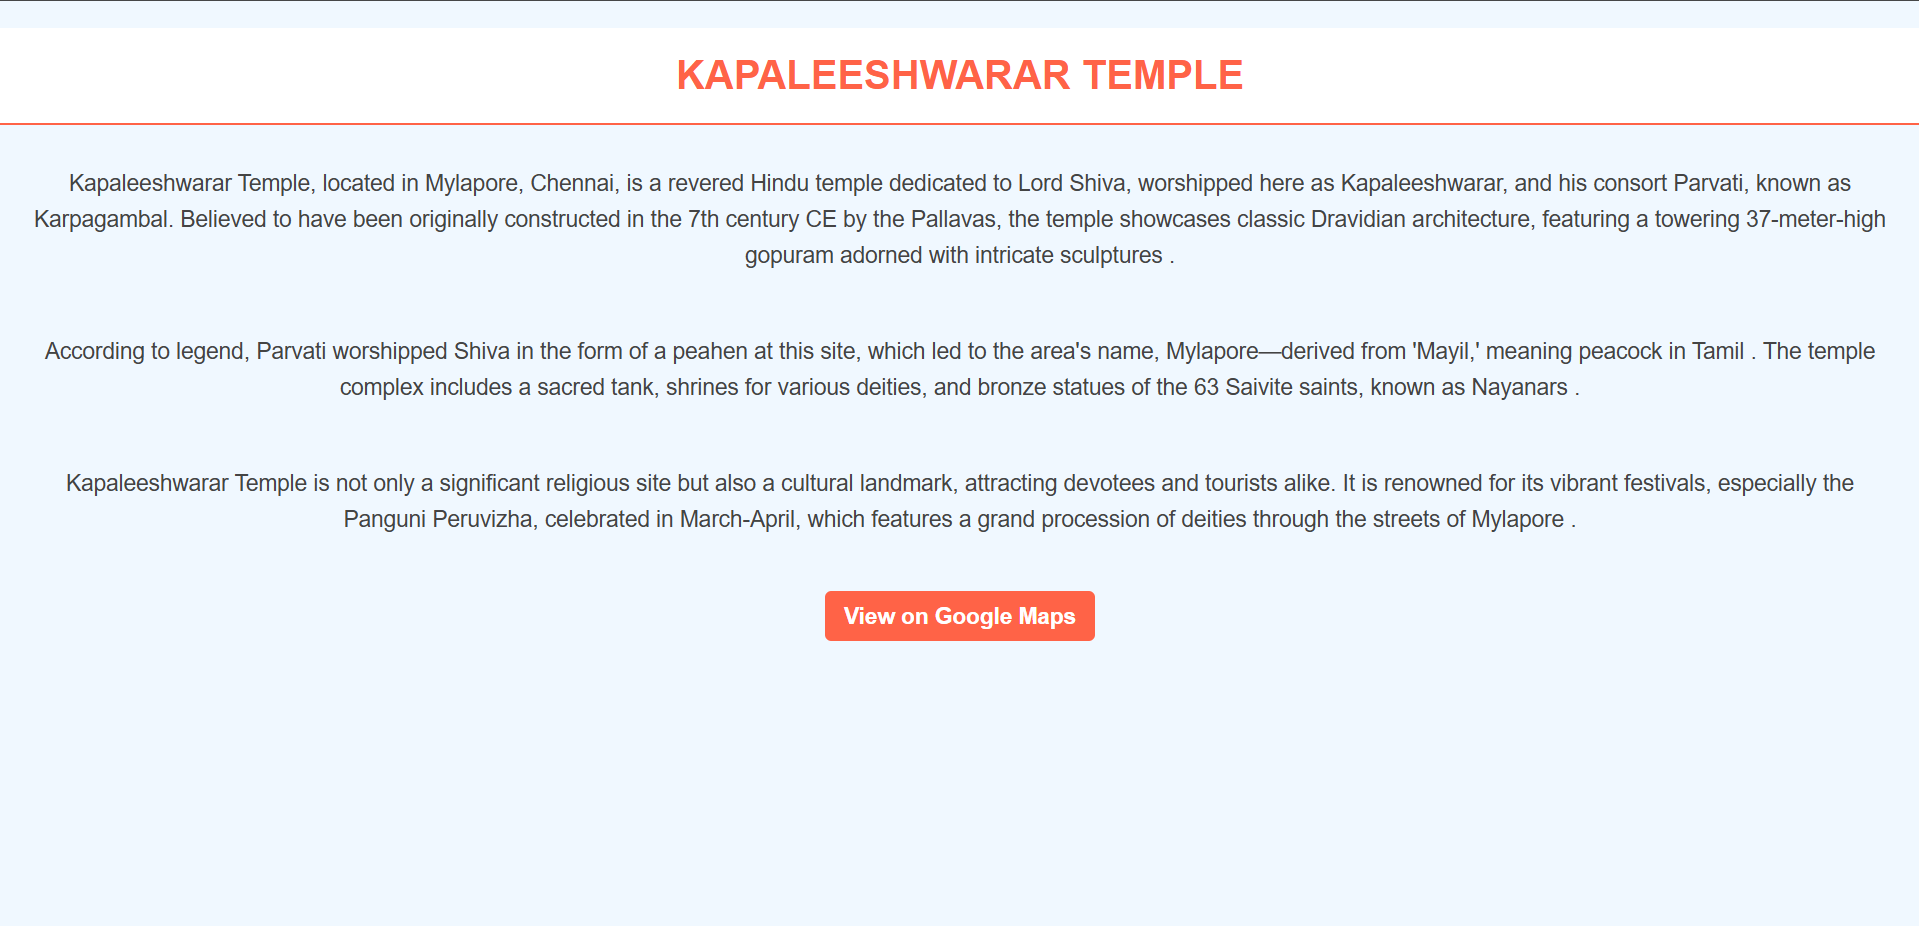 KAPALEESHWARAR TEMPLE
Kapaleeshwarar Temple, located in Mylapore, Chennai, is a revered Hindu temple dedicated to Lord Shiva, worshipped here as Kapaleeshwarar, and his consort Parvati, known as
Karpagambal. Believed to have been originally constructed in the 7th century CE by the Pallavas, the temple showcases classic Dravidian architecture, featuring a towering 37-meter-high
gopuram adorned with intricate sculptures .
According to legend, Parvati worshipped Shiva in the form of a peahen at this site, which led to the area's name, Mylapore—derived from 'Mayil,' meaning peacock in Tamil . The temple
complex includes a sacred tank, shrines for various deities, and bronze statues of the 63 Saivite saints, known as Nayanars .
Kapaleeshwarar Temple is not only a significant religious site but also a cultural landmark, attracting devotees and tourists alike. It is renowned for its vibrant festivals, especially the
Panguni Peruvizha, celebrated in March-April, which features a grand procession of deities through the streets of Mylapore .
View on Google Maps